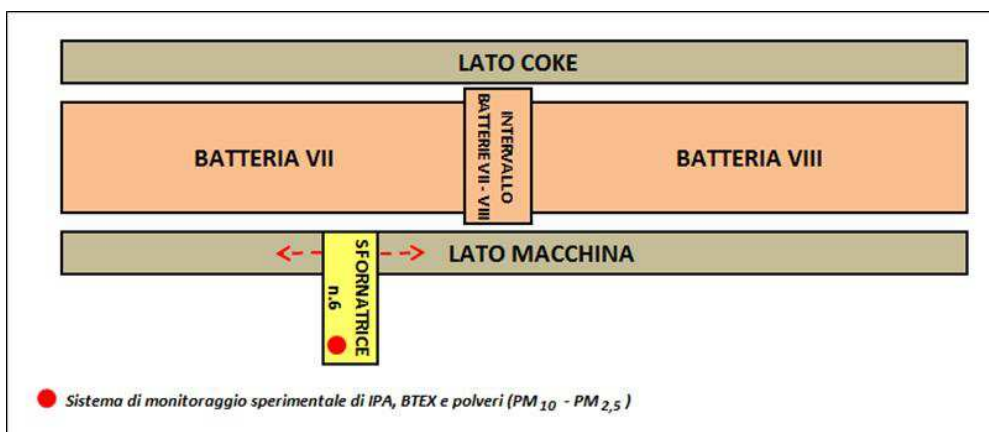 LATO COKE
BATTERIA VII
INTERVALLO
BATTERIE VII - VIII
BATTERIA VIII
SFORNATRICE
n.6
LATO MACCHINA
Sistema di monitoraggio sperimentale di IPA, BTEX e polveri (PM10 - PM2,5)